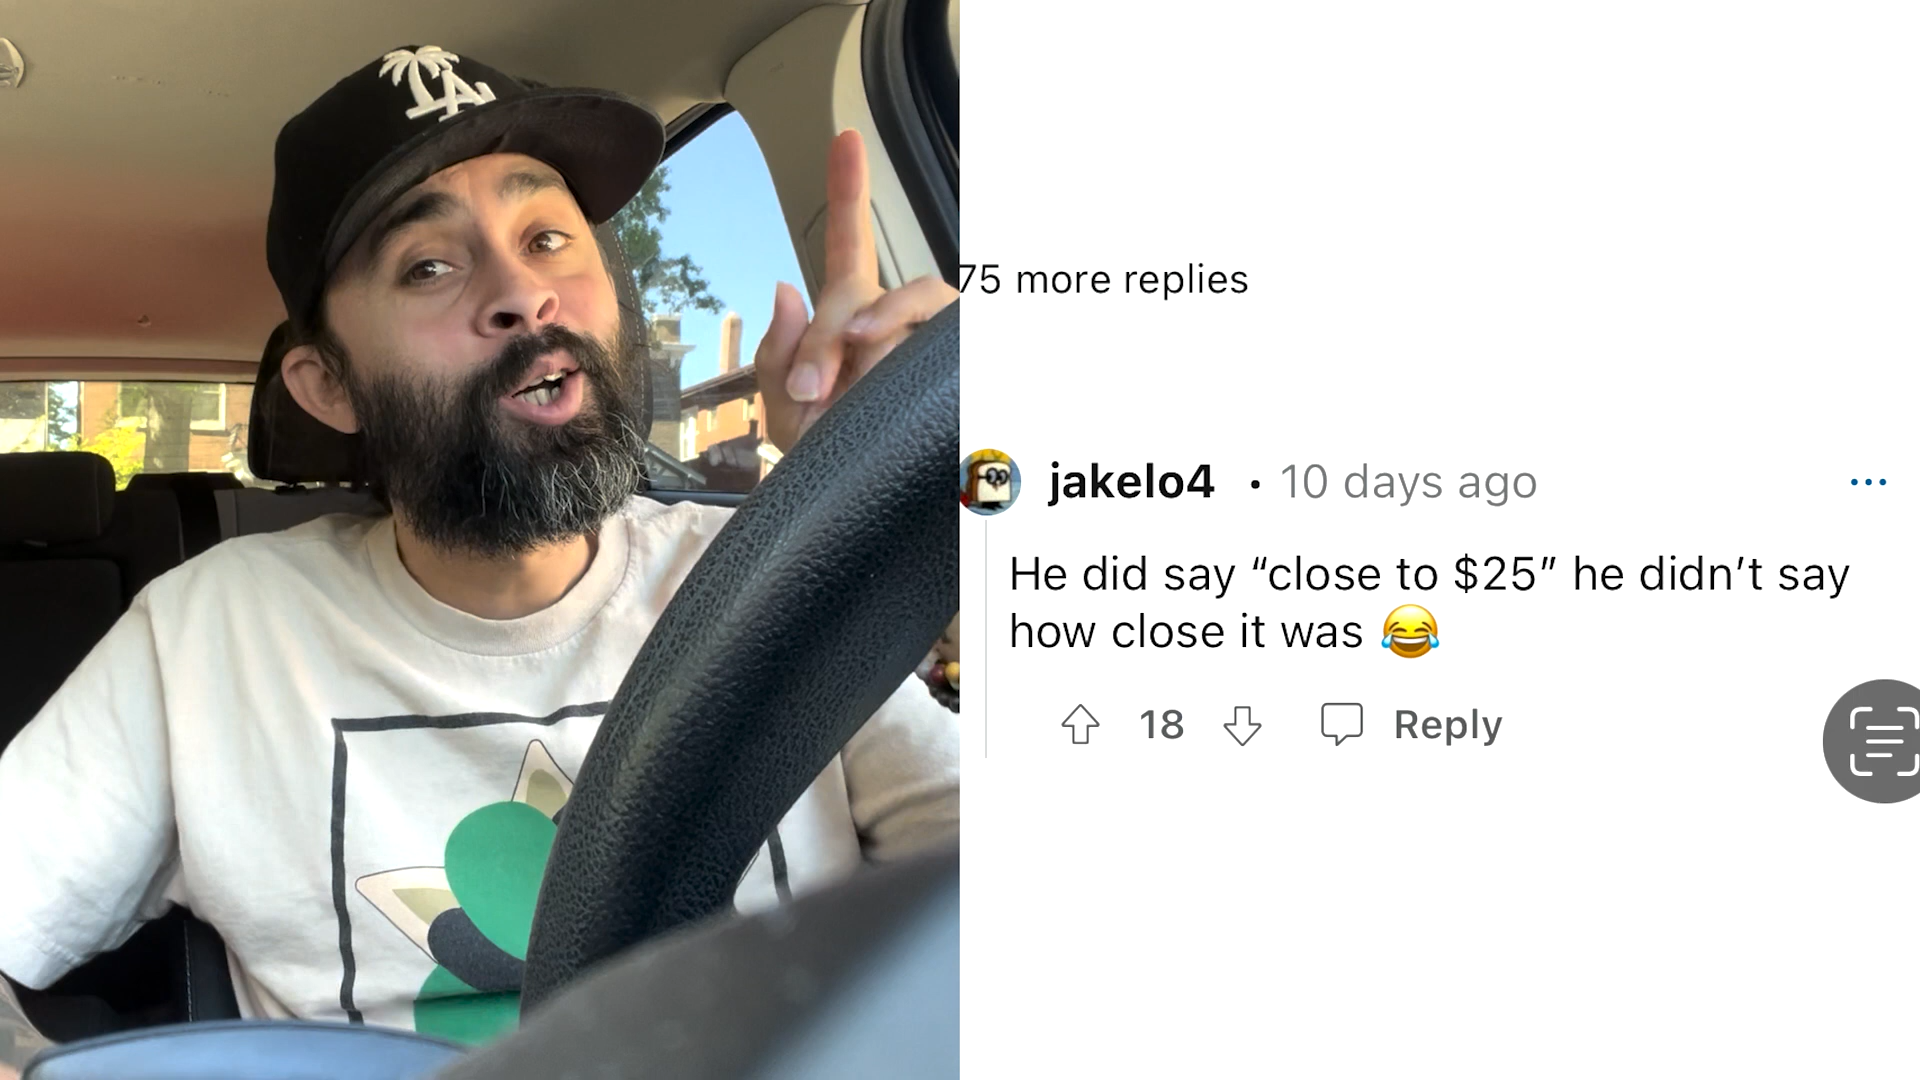 LA
75 more replies
jakelo4 • 10 days ago
He did say “close to $25” he didn’t say
how close it was 😂
18 Reply